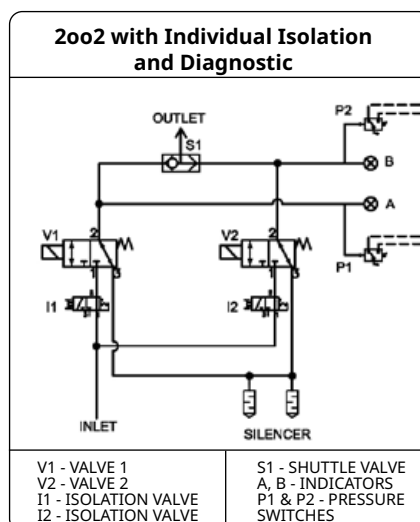 2oo2 with Individual Isolation
and Diagnostic
P2
OUTLET
S1
B
A
V1
2
1
3
V2
2
1
3
P1
I1
I2
INLET
SILENCER
V1 - VALVE 1
V2 - VALVE 2
I1 - ISOLATION VALVE
I2 - ISOLATION VALVE
S1 - SHUTTLE VALVE
A, B - INDICATORS
P1 & P2 - PRESSURE
SWITCHES